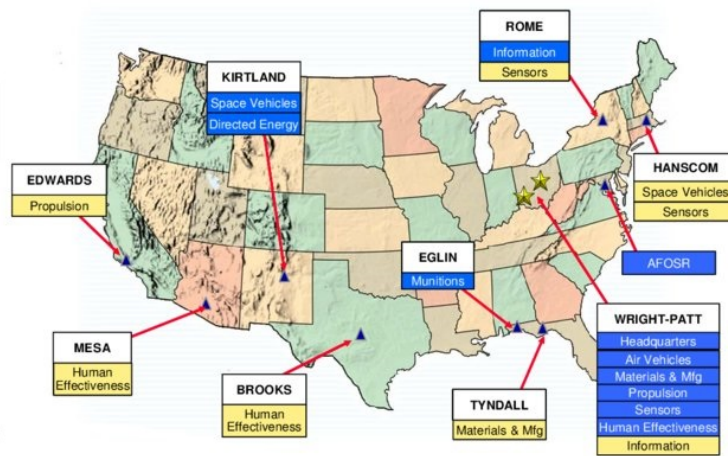 ROME
Information
Sensors
KIRTLAND
Space Vehicles
Directed Energy
HANSCOM
Space Vehicles
Sensors
EDWARDS
Propulsion
EGLIN
Munitions
AFOSR
WRIGHT-PATT
Headquarters
Air Vehicles
Materials & Mfg
Propulsion
Sensors
Human Effectiveness
Information
MESA
Human
Effectiveness
BROOKS
Human
Effectiveness
TYNDALL
Materials & Mfg